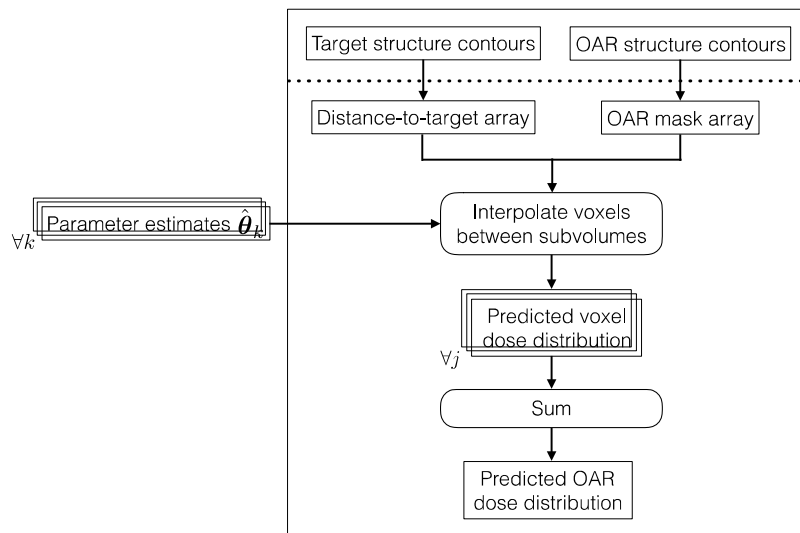 Target structure contours
OAR structure contours
Distance-to-target array
OAR mask array
Parameter estimates θ̂ₖ
∀k
Interpolate voxels
between subvolumes
Predicted voxel
dose distribution
∀j
Sum
Predicted OAR
dose distribution